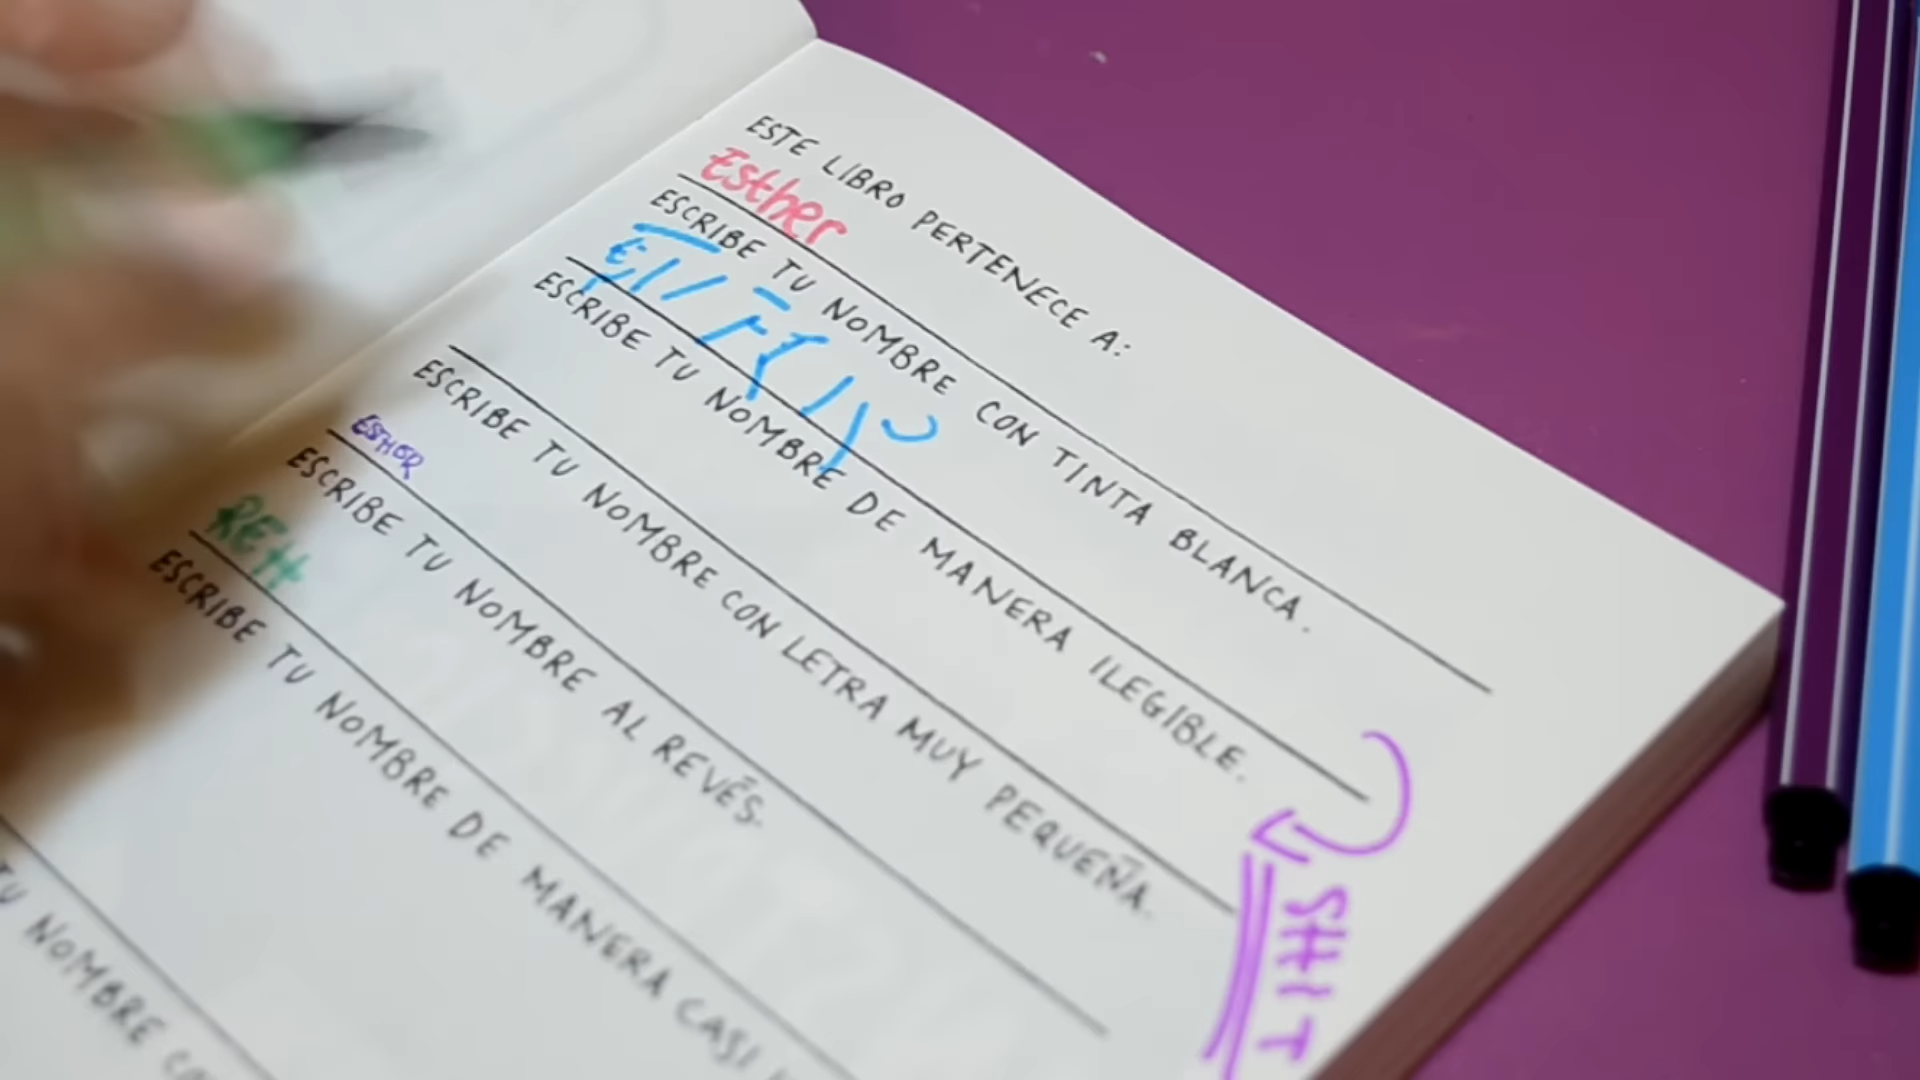 ESTE LIBRO PERTENECE A:
Esther
ESCRIBE TU NOMBRE CON TINTA BLANCA.
ESCRIBE TU NOMBRE DE MANERA ILEGIBLE.
ESCRIBE TU NOMBRE CON LETRA MUY PEQUEÑA.
SHIT
ESTHER
ESCRIBE TU NOMBRE AL REVÉS.
REH
ESCRIBE TU NOMBRE DE MANERA CASI
TU NOMBRE